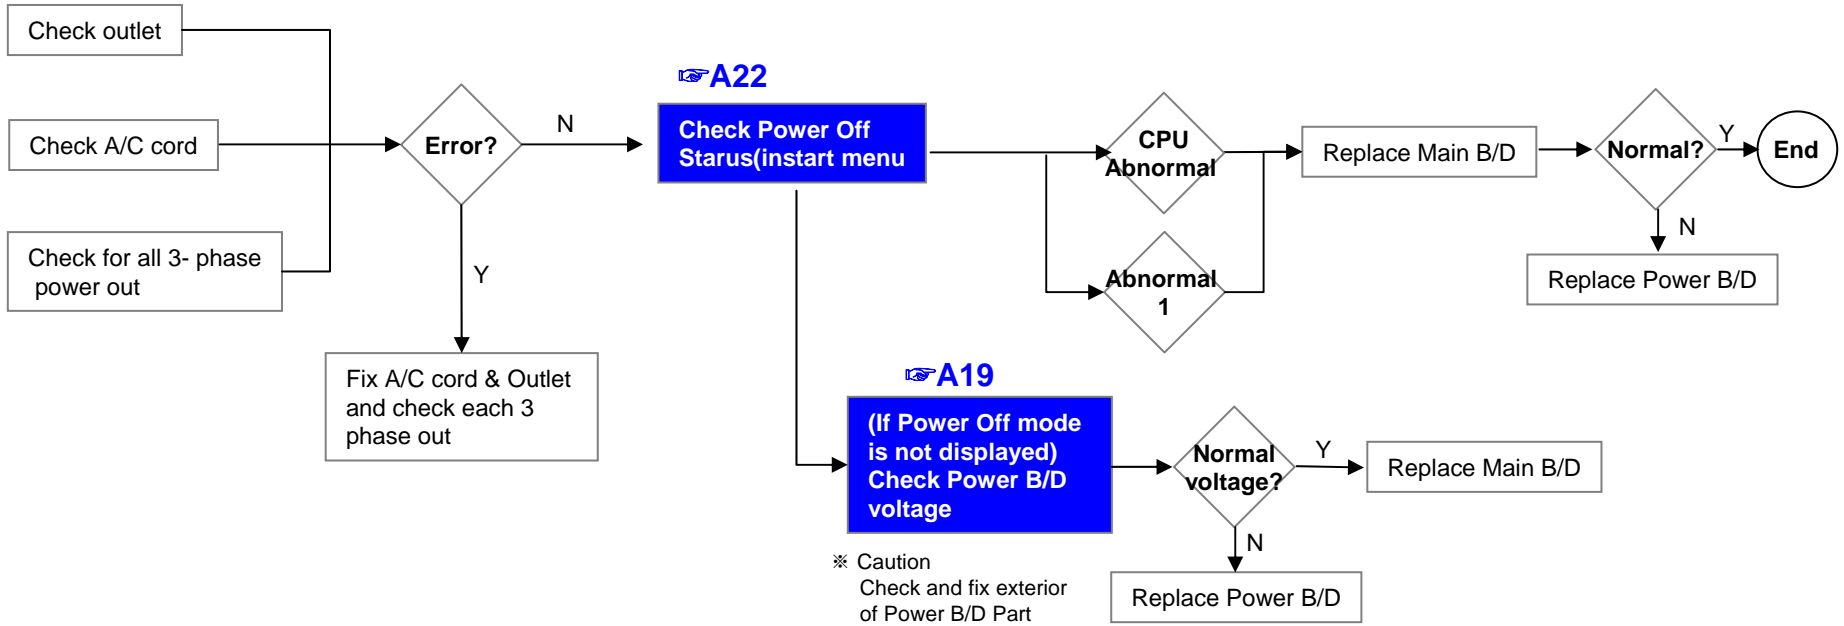 Check outlet
Check A/C cord
Check for all 3- phase
power out
Error?
N
Y
Fix A/C cord & Outlet
and check each 3
phase out
☞A22
Check Power Off
Starus(instart menu
CPU
Abnormal
Abnormal
1
Replace Main B/D
Normal?
Y
End
N
Replace Power B/D
☞A19
(If Power Off mode
is not displayed)
Check Power B/D
voltage
※ Caution
Check and fix exterior
of Power B/D Part
Normal
voltage?
Y
Replace Main B/D
N
Replace Power B/D